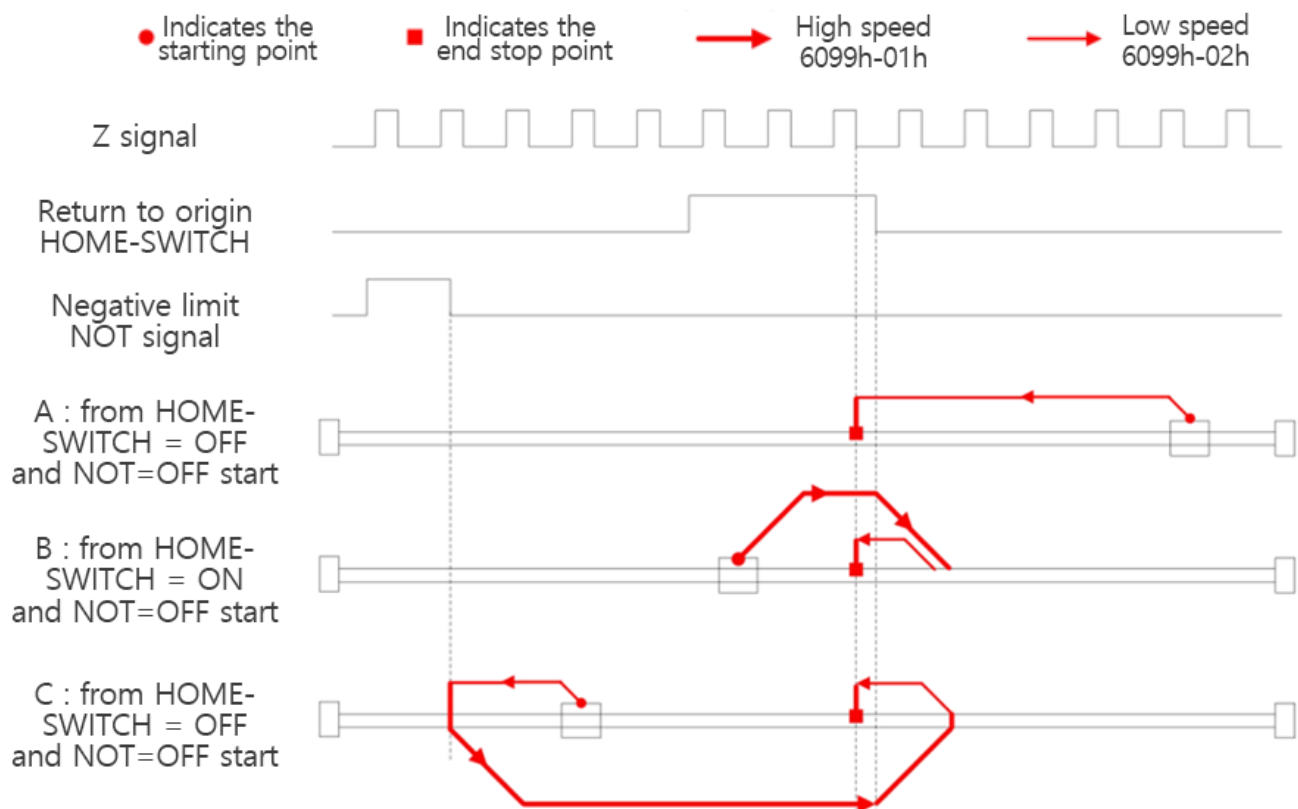 Indicates the
starting point
Indicates the
end stop point
High speed
6099h-01h
Low speed
6099h-02h
Z signal
Return to origin
HOME-SWITCH
Negative limit
NOT signal
A : from HOME-
SWITCH = OFF
and NOT=OFF start
B : from HOME-
SWITCH = ON
and NOT=OFF start
C : from HOME-
SWITCH = OFF
and NOT=OFF start